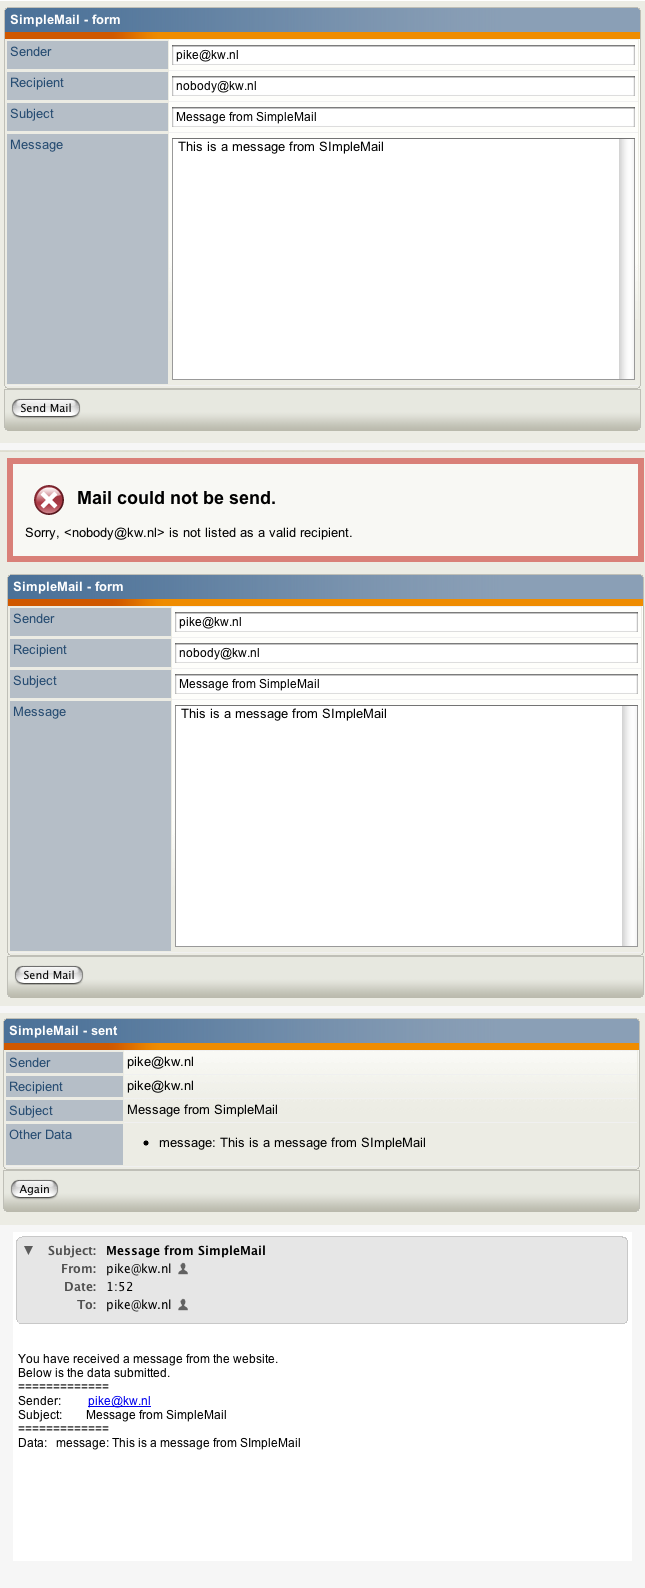 SimpleMail - form
Sender pike@kw.nl
Recipient nobody@kw.nl
Subject Message from SimpleMail
Message This is a message from SImpleMail
Send Mail
Mail could not be send.
Sorry, <nobody@kw.nl> is not listed as a valid recipient.
SimpleMail - form
Sender pike@kw.nl
Recipient nobody@kw.nl
Subject Message from SimpleMail
Message This is a message from SImpleMail
Send Mail
SimpleMail - sent
Sender pike@kw.nl
Recipient pike@kw.nl
Subject Message from SimpleMail
Other Data • message: This is a message from SImpleMail
Again
Subject: Message from SimpleMail
From: pike@kw.nl
Date: 1:52
To: pike@kw.nl
You have received a message from the website.
Below is the data submitted.
=============
Sender: pike@kw.nl
Subject: Message from SimpleMail
=============
Data: message: This is a message from SImpleMail